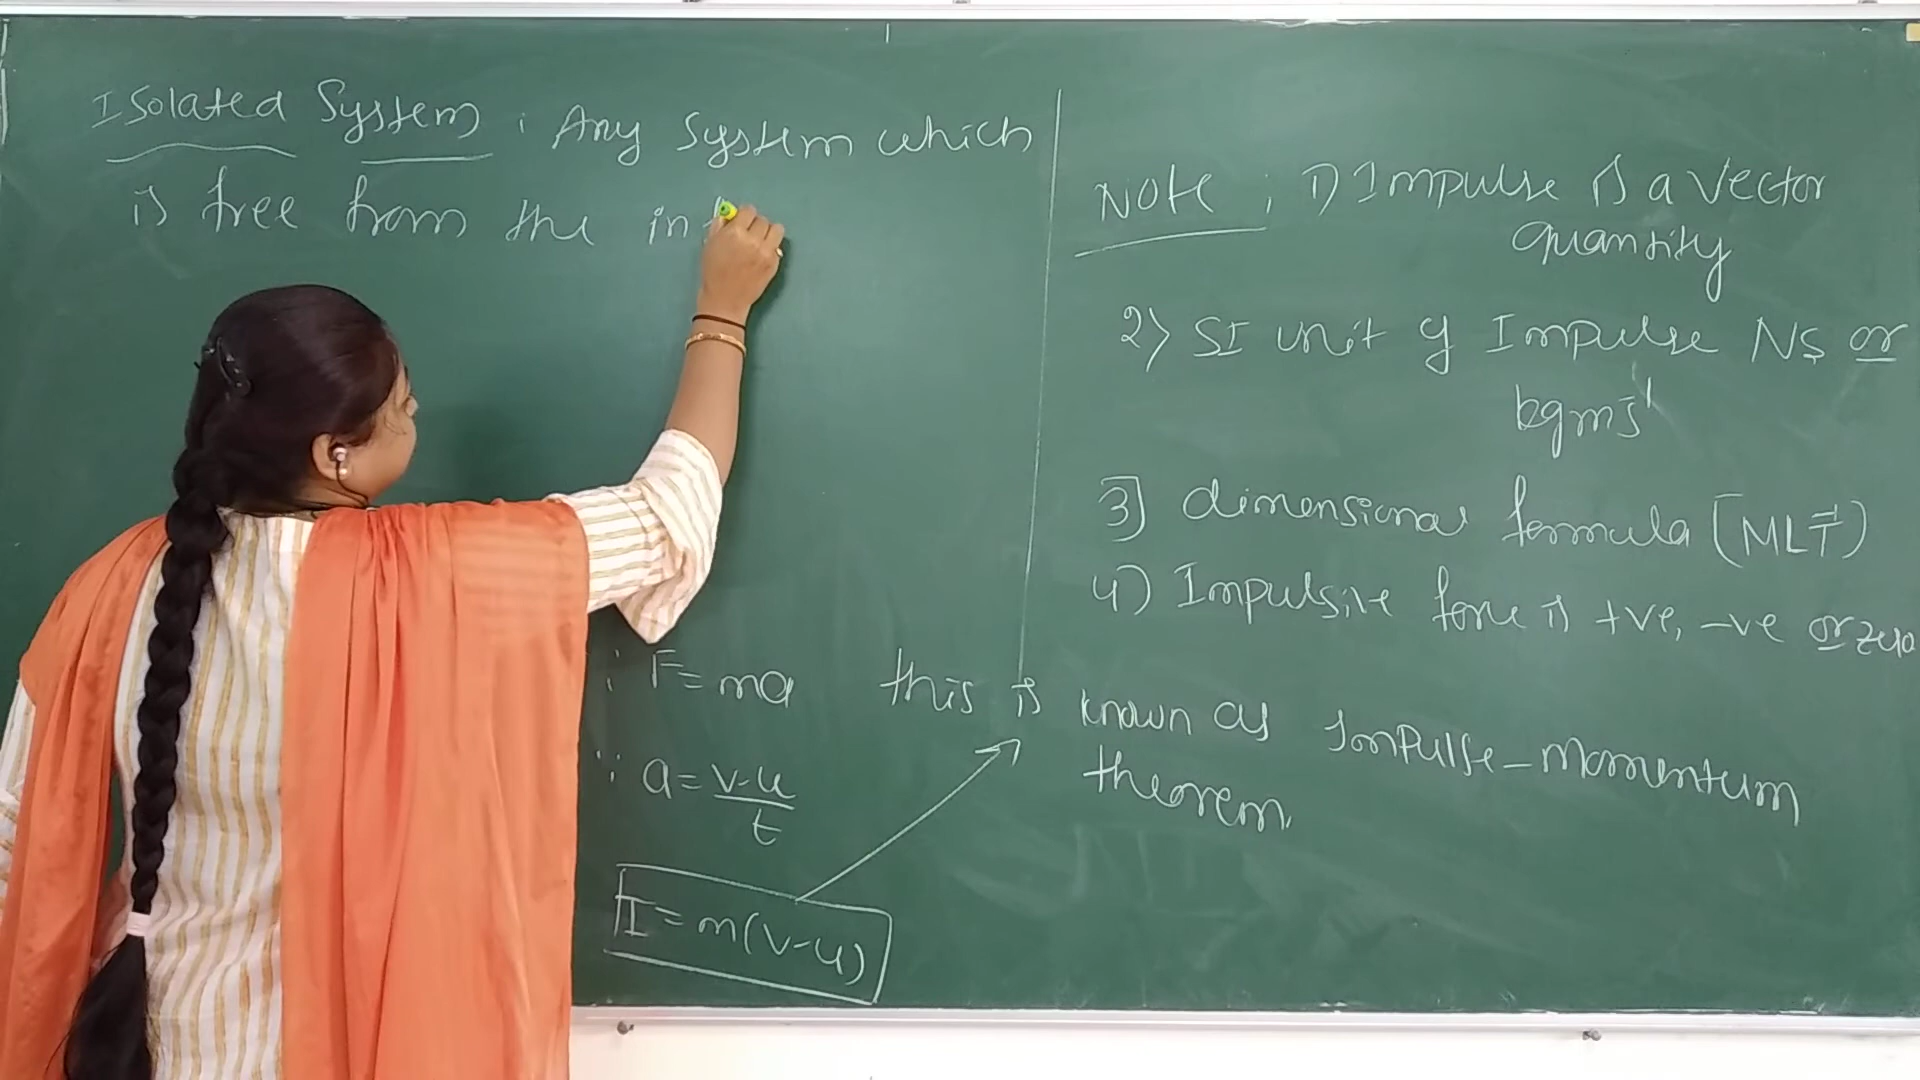 Isolated System : Any System which
is free from the in
Note : 1) Impulse is a vector
quantity
2) SI unit of Impulse NS or
kgms⁻¹
3] dimensional formula [MLT⁻¹)
4) Impulsive force is +ve, -ve or zero
∴ F = ma
this is known as Impulse-Momentum
theorem.
∵ a = v-u/t
I = m(v-u)